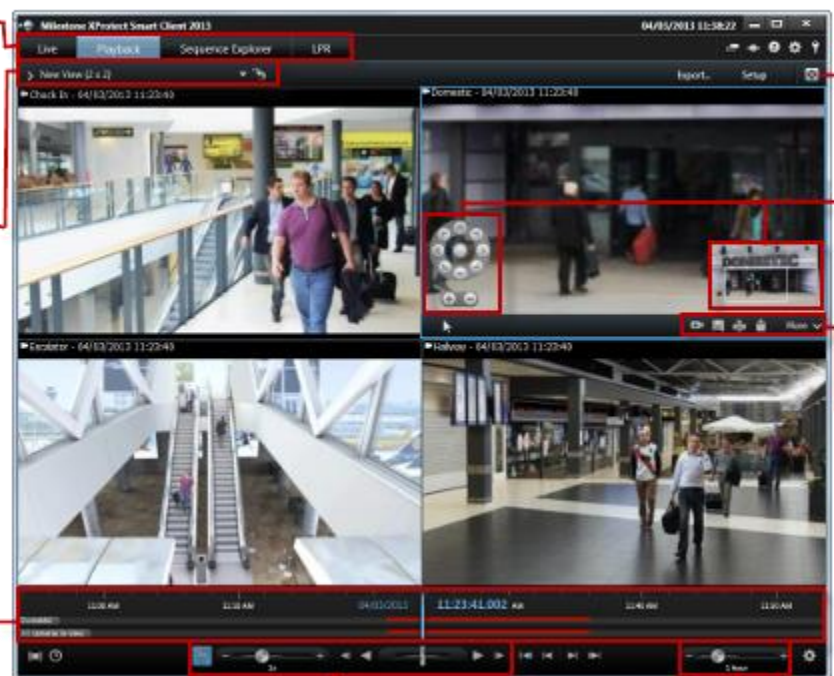 Milestone XProtect Smart Client 2013
04/03/2013 11:38:22
Live Playback Sequence Explorer LPR
New View (2 x 2)
Export... Setup
Check In - 04/03/2013 11:23:40
Domestic - 04/03/2013 11:23:40
DOMESTIC
More
Escalator - 04/03/2013 11:23:40
Hallway - 04/03/2013 11:23:40
11:00 AM 11:10 AM 04/03/2013 11:23:41.002 AM 11:40 AM 11:50 AM
Domestic
1x
1 Hour